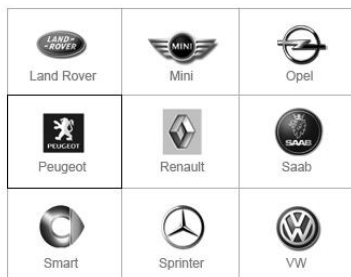 LAND-
ROVER
MINI
Land Rover
Mini
Opel
PEUGEOT
SAAB
Peugeot
Renault
Saab
Smart
Sprinter
VW